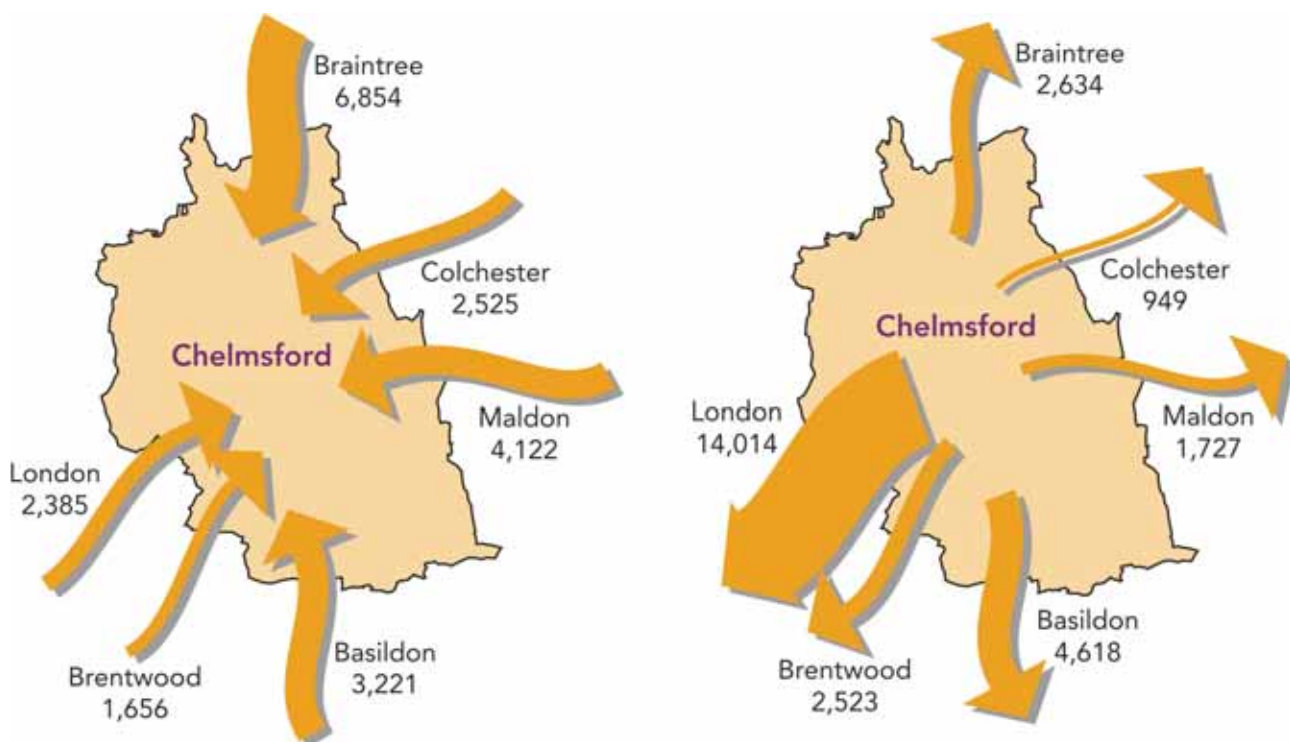 Braintree
6,854
Colchester
2,525
Chelmsford
Maldon
4,122
London
2,385
Brentwood
1,656
Basildon
3,221
Braintree
2,634
Colchester
949
Chelmsford
London
14,014
Maldon
1,727
Basildon
4,618
Brentwood
2,523